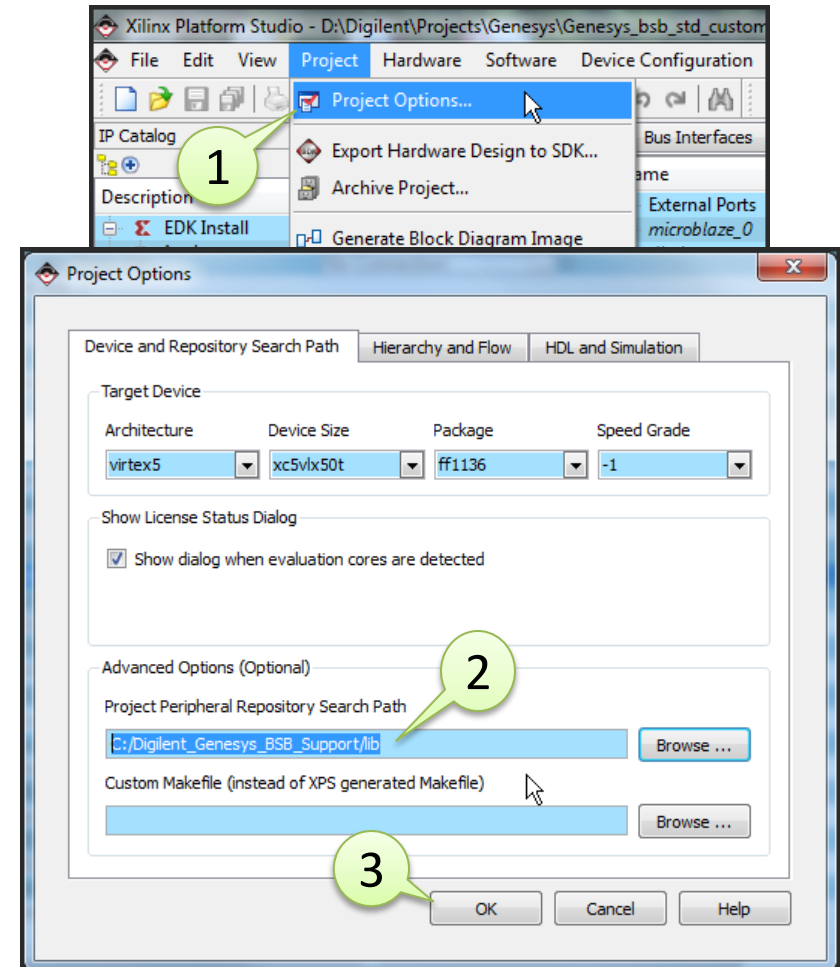 Xilinx Platform Studio - D:\Digilent\Projects\Genesys\Genesys_bsb_std_custom
File Edit View Project Hardware Software Device Configuration
Project Options...
IP Catalog
Bus Interfaces
1
Export Hardware Design to SDK...
ame
Description
Archive Project...
External Ports
EDK Install
Generate Block Diagram Image
microblaze_0
Project Options
Device and Repository Search Path Hierarchy and Flow HDL and Simulation
Target Device
Architecture Device Size Package Speed Grade
virtex5 xc5vlx50t ff1136 -1
Show License Status Dialog
Show dialog when evaluation cores are detected
Advanced Options (Optional)
2
Project Peripheral Repository Search Path
C:/Digilent_Genesys_BSB_Support/lib Browse ...
Custom Makefile (instead of XPS generated Makefile)
Browse ...
3
OK Cancel Help